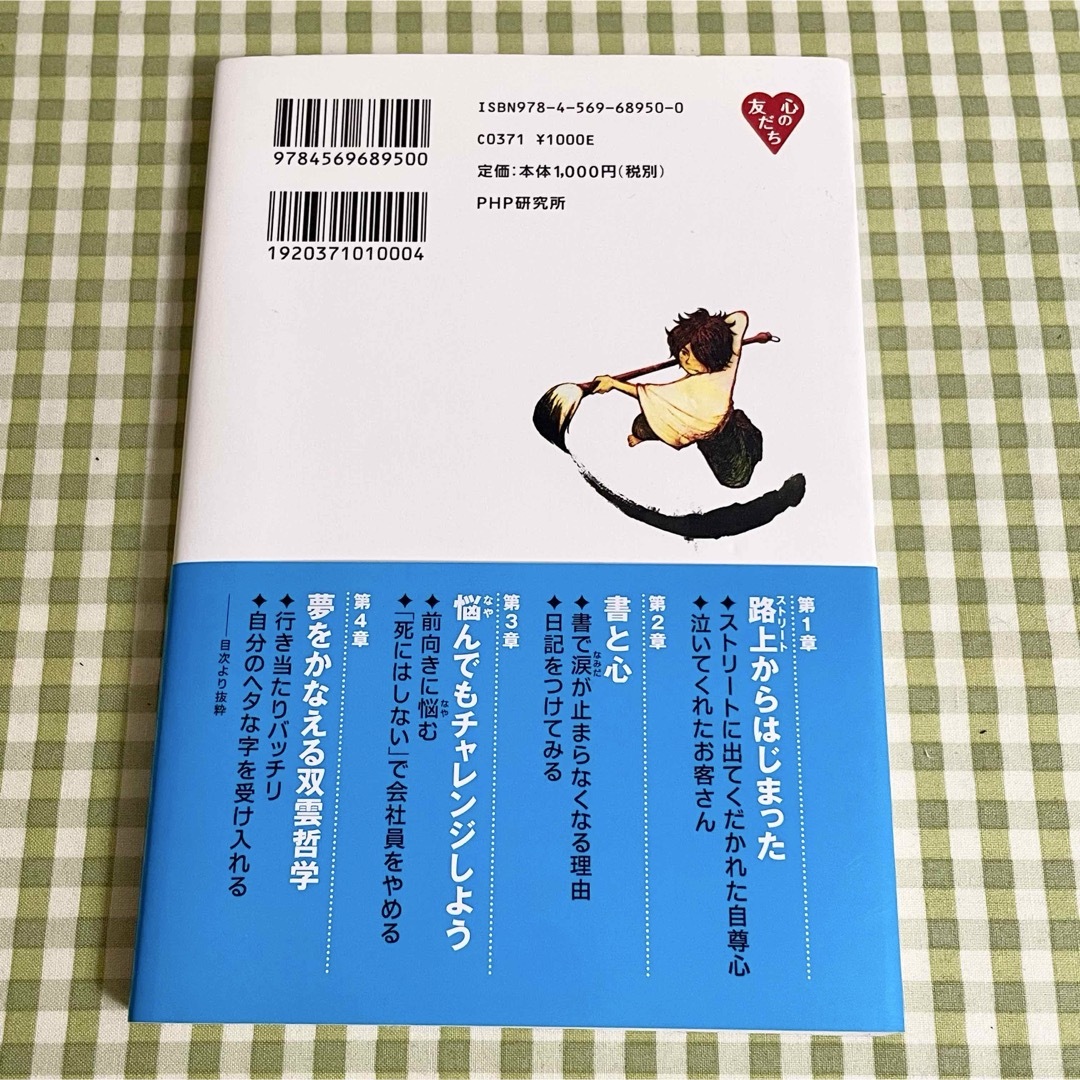 9784569689500
1920371010004
ISBN978-4-569-68950-0
C0371 ¥1000E
定価:本体1,000円(税別)
PHP研究所
心の
友だち
第1章
路上からはじまった
ストリート
✦ストリートに出てくだかれた自尊心
✦泣いてくれたお客さん
第2章
書と心
✦書で涙が止まらなくなる理由
なみだ
✦日記をつけてみる
第3章
悩んでもチャレンジしよう
なや
✦前向きに悩む
なや
✦「死にはしない」で会社員をやめる
第4章
夢をかなえる双雲哲学
✦行き当たりバッチリ
✦自分のヘタな字を受け入れる
――目次より抜粋